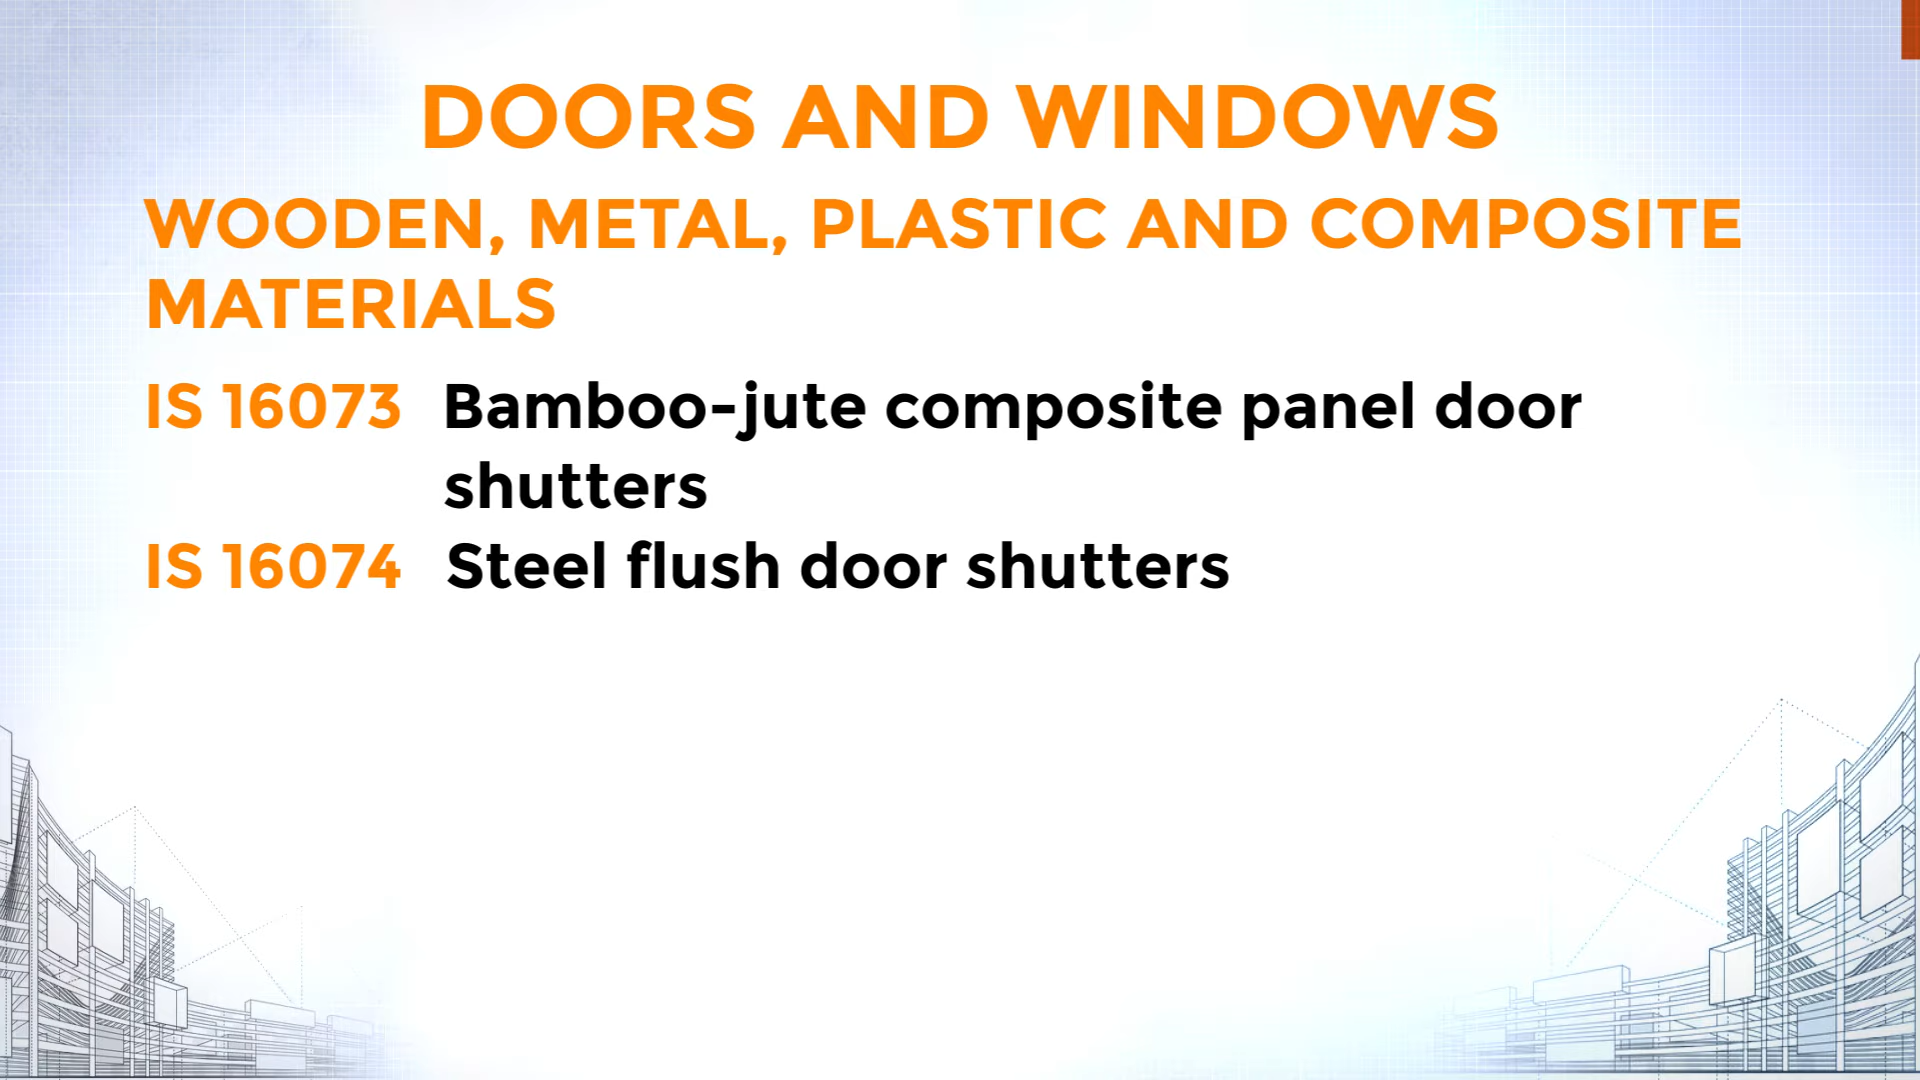 DOORS AND WINDOWS
WOODEN, METAL, PLASTIC AND COMPOSITE
MATERIALS
IS 16073 Bamboo-jute composite panel door
shutters
IS 16074 Steel flush door shutters